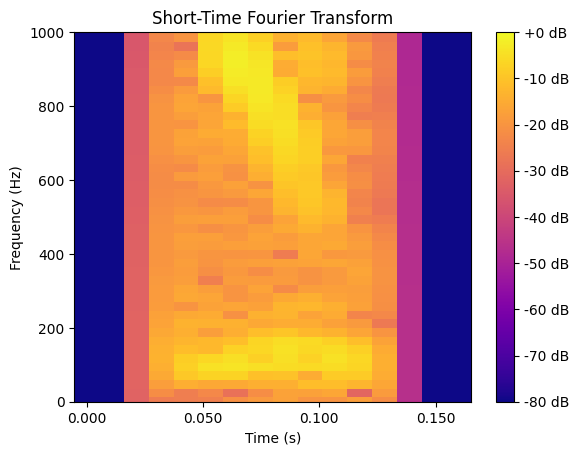 Short-Time Fourier Transform
1000
800
600
400
200
0
Frequency (Hz)
0.000
0.050
0.100
0.150
Time (s)
+0 dB
-10 dB
-20 dB
-30 dB
-40 dB
-50 dB
-60 dB
-70 dB
-80 dB